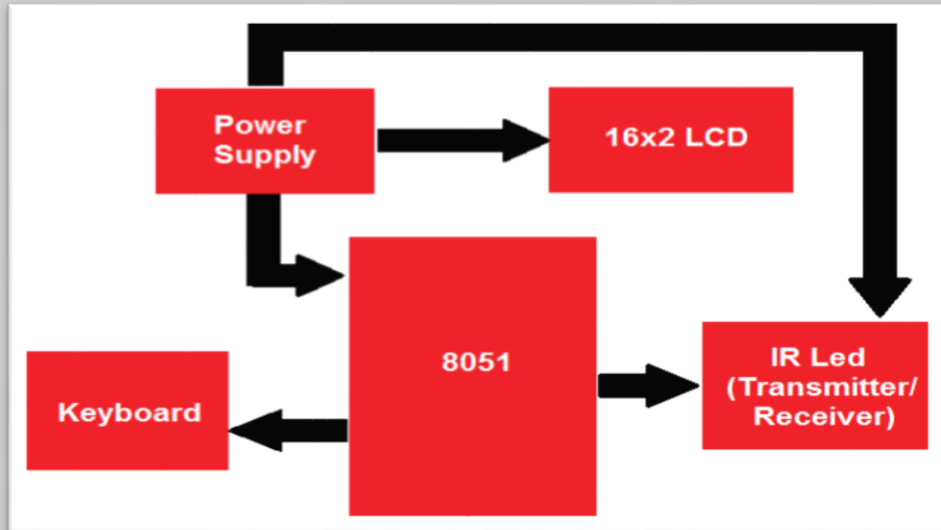 Power
Supply
16x2 LCD
8051
Keyboard
IR Led
(Transmitter/
Receiver)